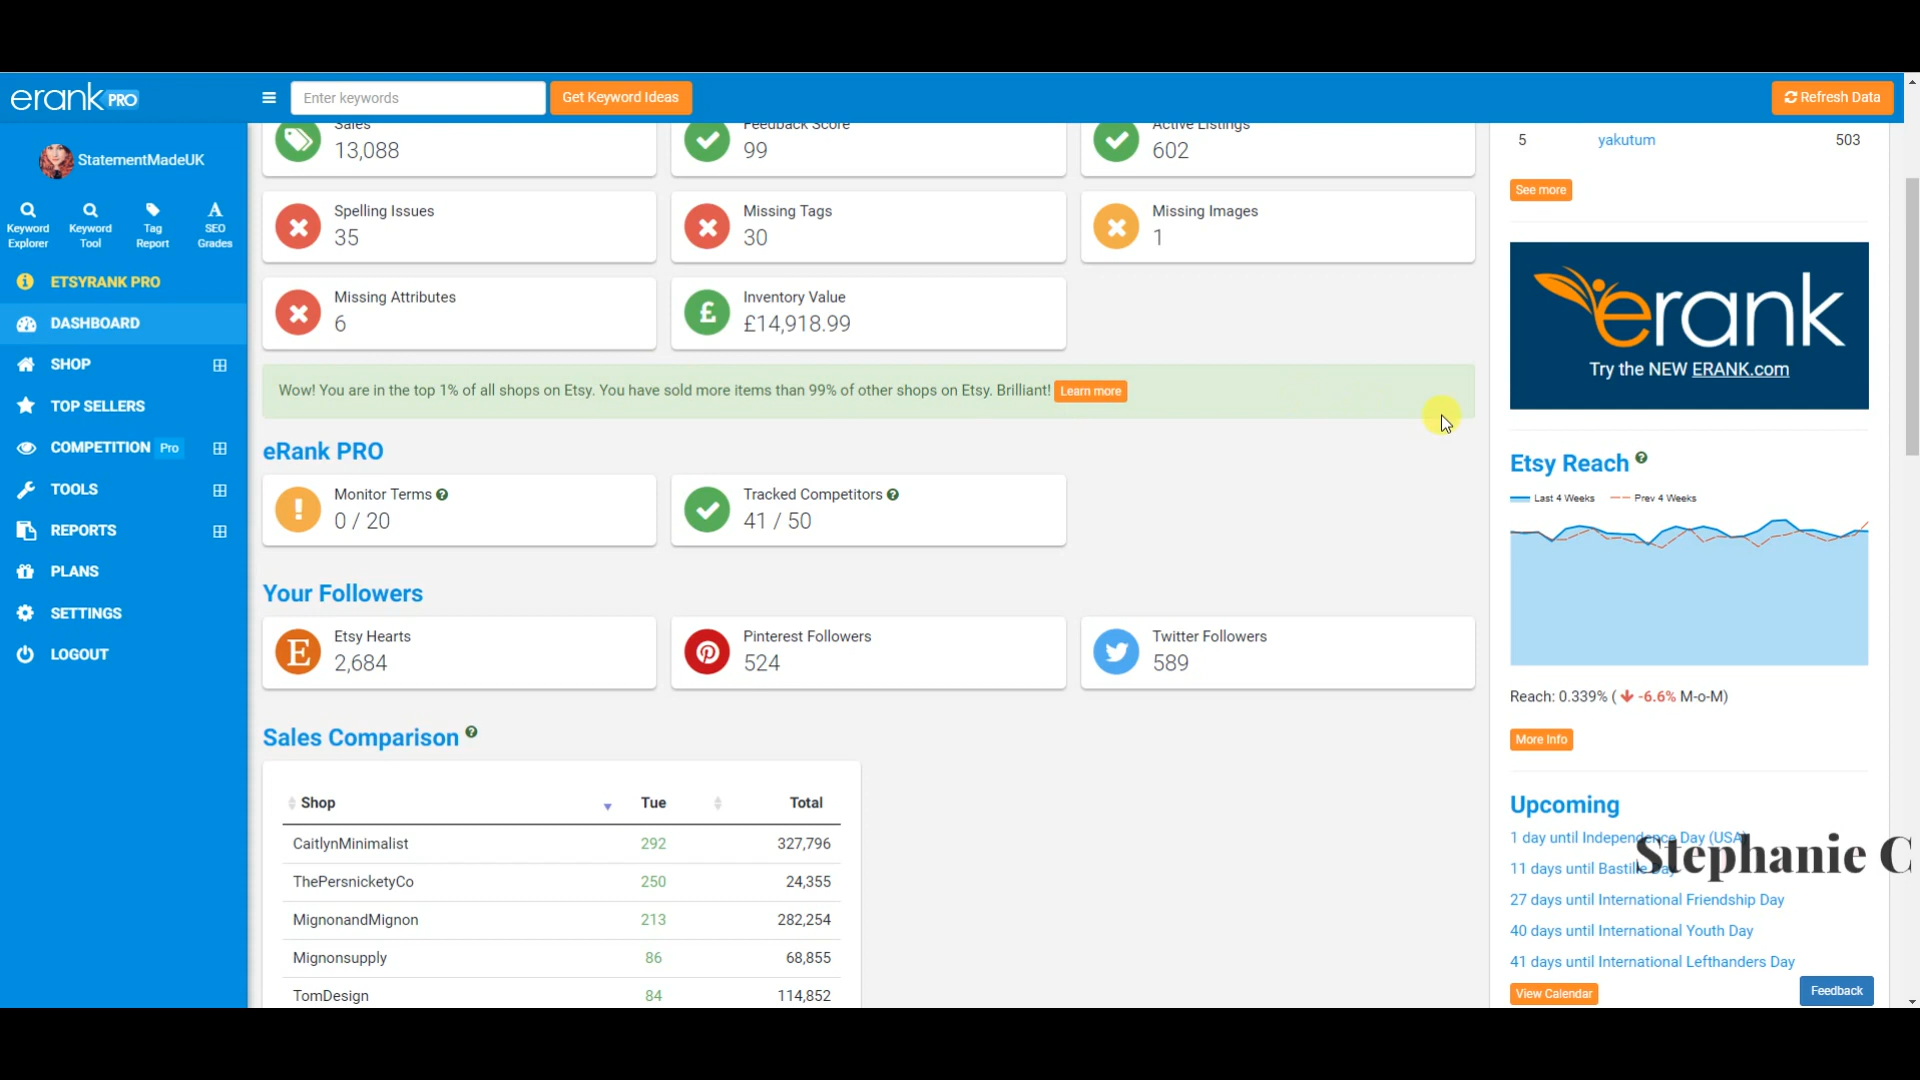 erank PRO
Enter keywords
Get Keyword Ideas
Refresh Data
StatementMadeUK
Keyword Explorer
Keyword Tool
Tag Report
SEO Grades
ETSYRANK PRO
DASHBOARD
SHOP
TOP SELLERS
COMPETITION Pro
TOOLS
REPORTS
PLANS
SETTINGS
LOGOUT
Sales
13,088
Feedback Score
99
Active Listings
602
Spelling Issues
35
Missing Tags
30
Missing Images
1
Missing Attributes
6
£
Inventory Value
£14,918.99
Wow! You are in the top 1% of all shops on Etsy. You have sold more items than 99% of other shops on Etsy. Brilliant! Learn more
eRank PRO
Monitor Terms
0 / 20
Tracked Competitors
41 / 50
Your Followers
E
Etsy Hearts
2,684
Pinterest Followers
524
Twitter Followers
589
Sales Comparison
Shop Tue Total
CaitlynMinimalist 292 327,796
ThePersnicketyCo 250 24,355
MignonandMignon 213 282,254
Mignonsupply 86 68,855
TomDesign 84 114,852
5 yakutum 503
See more
erank
Try the NEW ERANK.com
Etsy Reach
Last 4 Weeks Prev 4 Weeks
Reach: 0.339% ( -6.6% M-o-M)
More Info
Upcoming
1 day until Independence Day (USA)
11 days until Bastille Day
27 days until International Friendship Day
40 days until International Youth Day
41 days until International Lefthanders Day
View Calendar
Feedback
Stephanie C